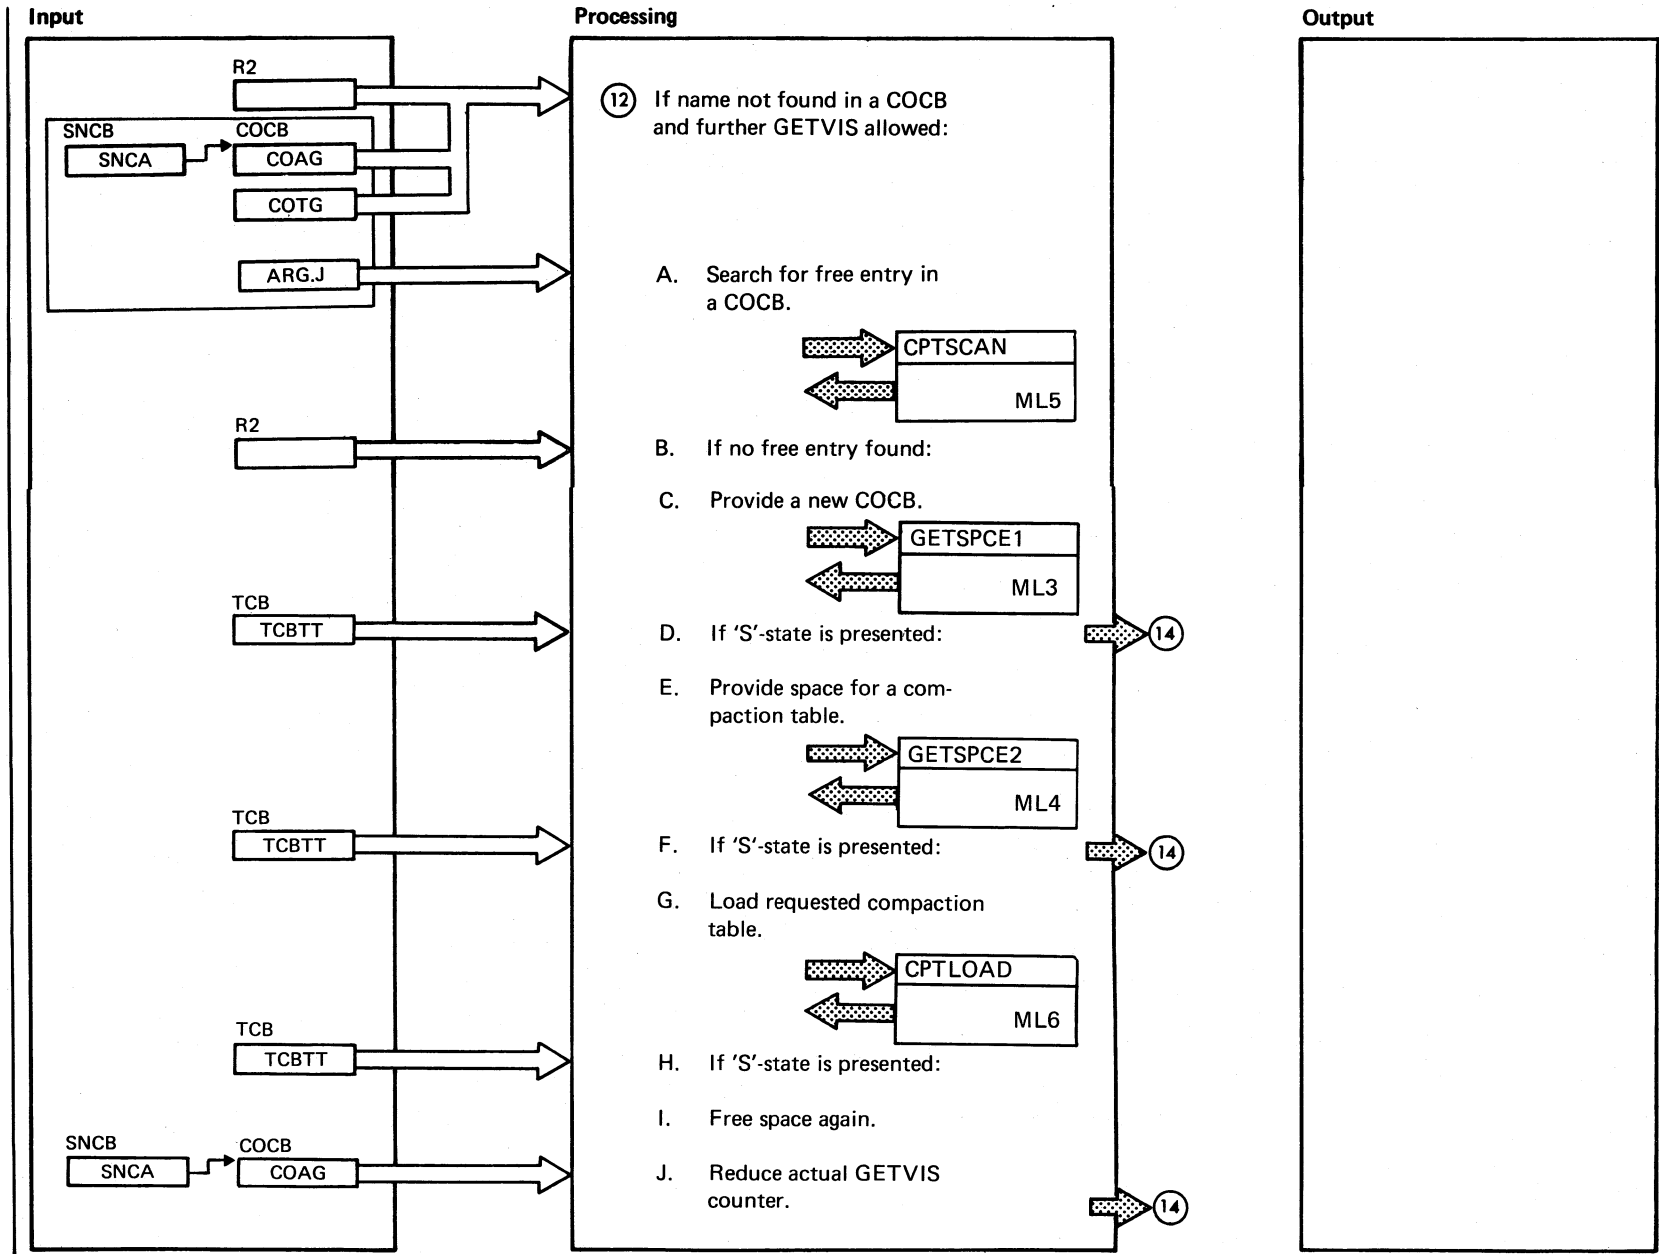 Input
Processing
Output
R2
SNCB
COCB
SNCA
COAG
COTG
ARG.J
12 If name not found in a COCB
and further GETVIS allowed:
A. Search for free entry in
a COCB.
CPTSCAN
ML5
R2
B. If no free entry found:
C. Provide a new COCB.
GETSPCE1
ML3
TCB
TCBTT
D. If 'S'-state is presented:
14
E. Provide space for a com-
paction table.
GETSPCE2
ML4
TCB
TCBTT
F. If 'S'-state is presented:
14
G. Load requested compaction
table.
CPTLOAD
ML6
TCB
TCBTT
H. If 'S'-state is presented:
I. Free space again.
SNCB
COCB
SNCA
COAG
J. Reduce actual GETVIS
counter.
14